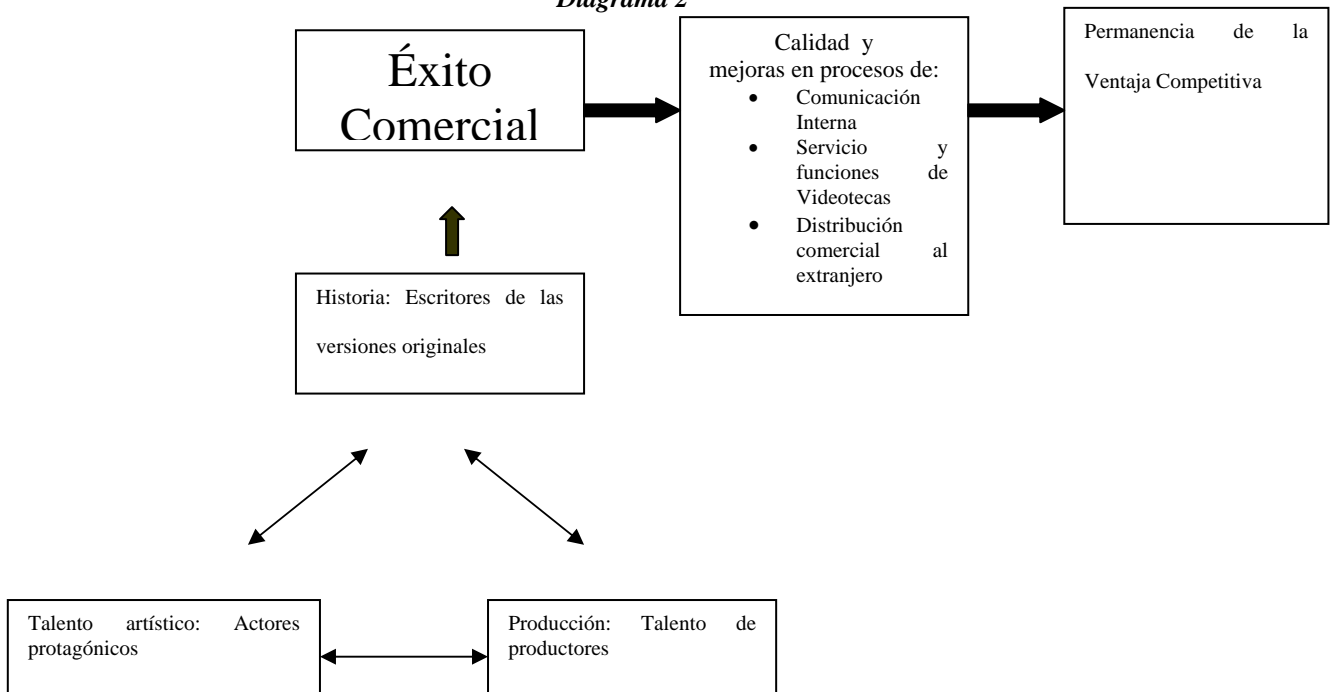 Diagrama 2
Éxito
Comercial
Calidad y
mejoras en procesos de:
• Comunicación
Interna
• Servicio y
funciones de
Videotecas
• Distribución
comercial al
extranjero
Permanencia de la
Ventaja Competitiva
Historia: Escritores de las
versiones originales
Talento artístico: Actores
protagónicos
Producción: Talento de
productores